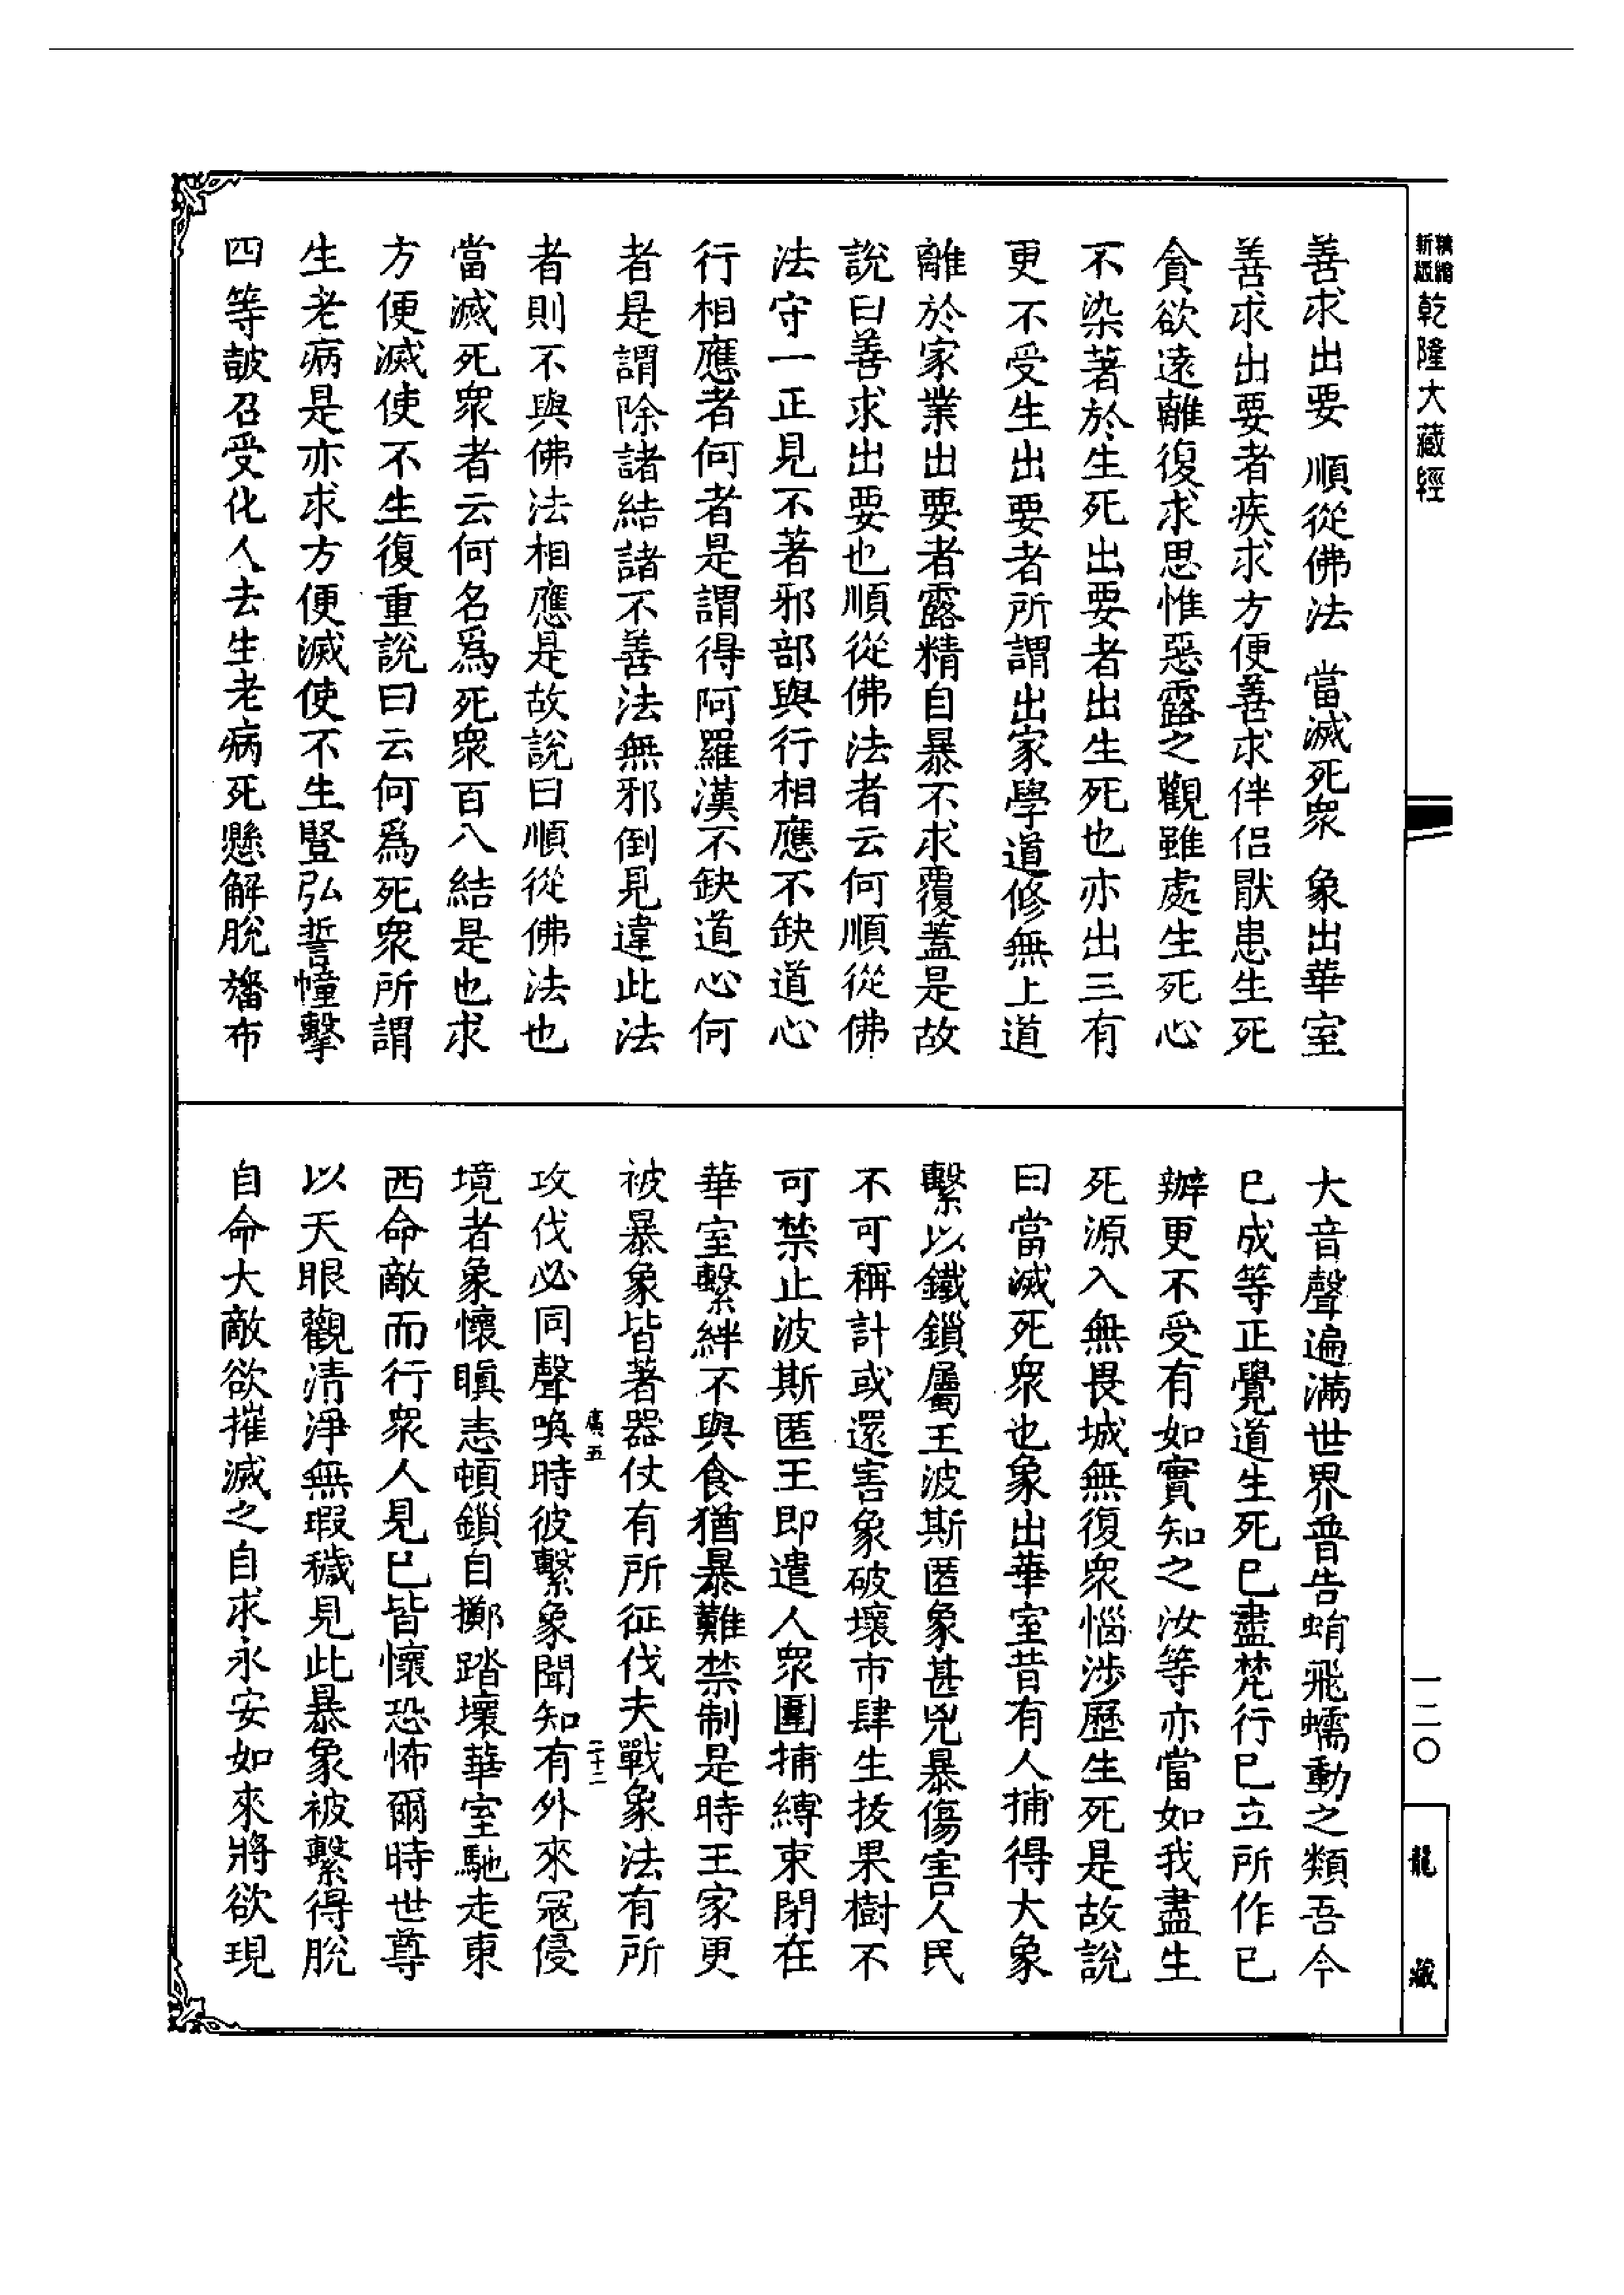 乾隆大藏經
善求出要 順從佛法 當滅死衆 象出華室
善求出要者疾求方便善求伴侣猒患生死
貪欲遠離復求思惟惡露之觀雖處生死心
不染著於生死出要者出生死也亦出三有
更不受生出要者所謂出家學道修無上道
離於家業出要者露精自暴不求覆蓋是故
說曰善求出要也順從佛法者云何順從佛
法守一正見不著邪部與行相應不缺道心
行相應者何者是謂得阿羅漢不缺道心何
者是謂除諸結諸不善法無邪倒見違此法
者則不與佛法相應是故說曰順從佛法也
當滅死衆者云何名爲死衆百八結是也求
方便滅使不生復重說曰云何爲死衆所謂
生老病是亦求方便滅使不生豎弘誓幢擊
四等鼓召受化人去生老病死懸解脫旛布
大音聲遍滿世界普告蜎飛蠕動之類吾今
已成等正覺道生死已盡梵行已立所作已
辦更不受有如實知之汝等亦當如我盡生
死源入無畏城無復衆惱涉歷生死是故說
曰當滅死衆也象出華室昔有人捕得大象
繫以鐵鎖屬王波斯匿象甚兇暴傷害人民
不可稱計或還害象破壞市肆生拔果樹不
可禁止波斯匿王即遣人衆圍捕縛束閉在
華室繫絆不與食猶暴難禁制是時王家更
被暴象皆著器仗有所征伐夫戰象法有所
廣五 二十二
攻伐必同聲喚時彼繫象聞知有外來寇侵
境者象懷瞋恚頓鎖自擲踏壞華室馳走東
西命敵而行衆人見已皆懷恐怖爾時世尊
以天眼觀清淨無瑕穢見此暴象被繫得脫
自命大敵欲摧滅之自求永安如來將欲現
一二〇
龍藏